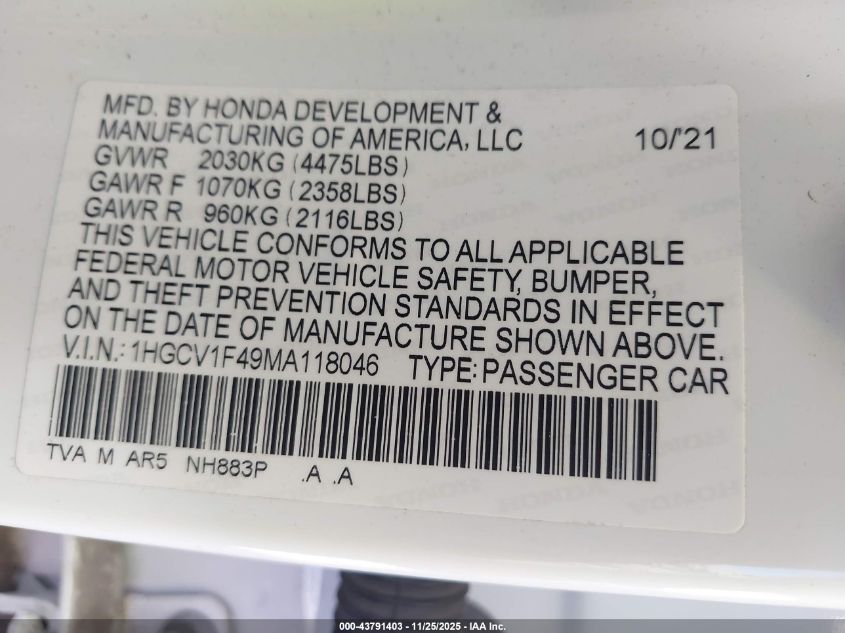 MFD. BY HONDA DEVELOPMENT &
MANUFACTURING OF AMERICA, LLC 10/'21
GVWR 2030KG (4475LBS)
GAWR F 1070KG (2358LBS)
GAWR R 960KG (2116LBS)
THIS VEHICLE CONFORMS TO ALL APPLICABLE
FEDERAL MOTOR VEHICLE SAFETY, BUMPER,
AND THEFT PREVENTION STANDARDS IN EFFECT
ON THE DATE OF MANUFACTURE SHOWN ABOVE.
V.I.N.: 1HGCV1F49MA118046 TYPE: PASSENGER CAR
TVA M AR5 NH883P .A .A
000-43791403 - 11/25/2025 - IAA Inc.